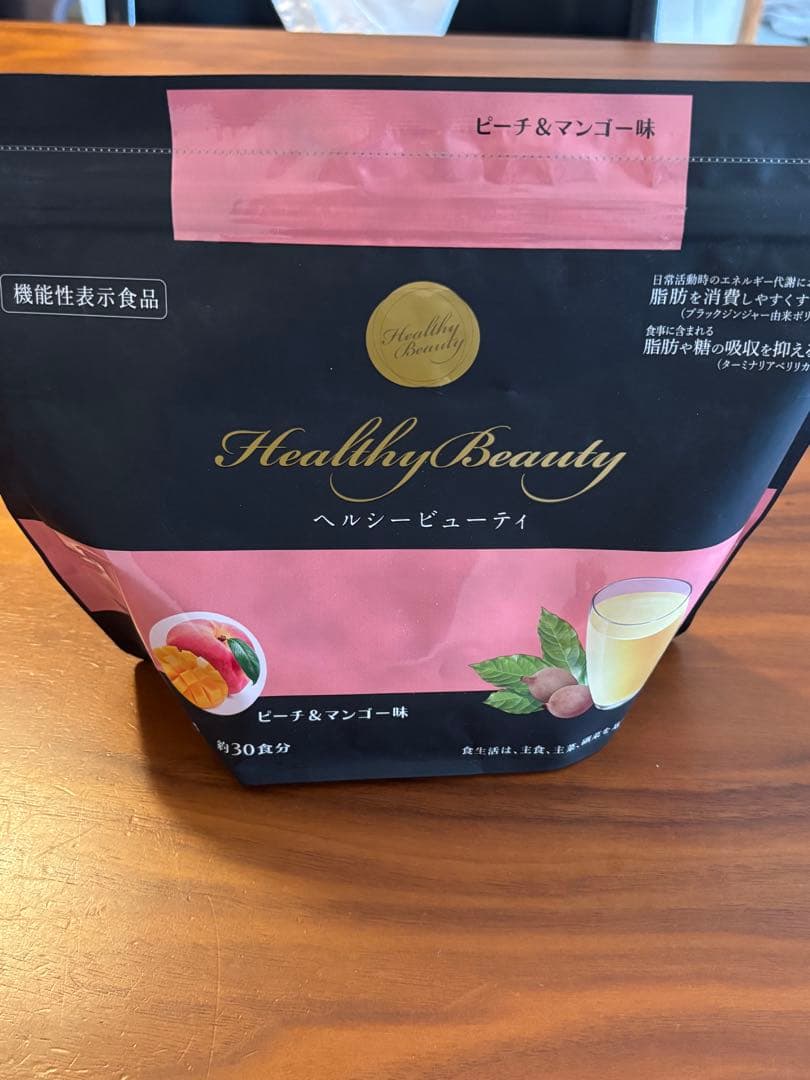 ピーチ&マンゴー味
機能性表示食品
日常活動時のエネルギー代謝に
脂肪を消費しやすくす
(ブラックジンジャー由来ポリ
食事に含まれる
脂肪や糖の吸収を抑える
(ターミナリアベリリカ
Healthy
Beauty
Healthy Beauty
ヘルシービューティ
ピーチ&マンゴー味
約30食分
食生活は、主食、主菜、副菜を